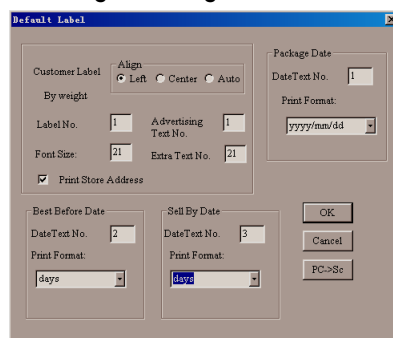 Default Label
Customer Label
Align
Left Center Auto
By weight
Label No. 1
Advertising Text No. 1
Font Size: 21
Extra Text No. 21
Print Store Address
Package Date
DateText No. 1
Print Format:
yyyy/mm/dd
Best Before Date
DateText No. 2
Print Format:
days
Sell By Date
DateText No. 3
Print Format:
days
OK
Cancel
PC->Sc